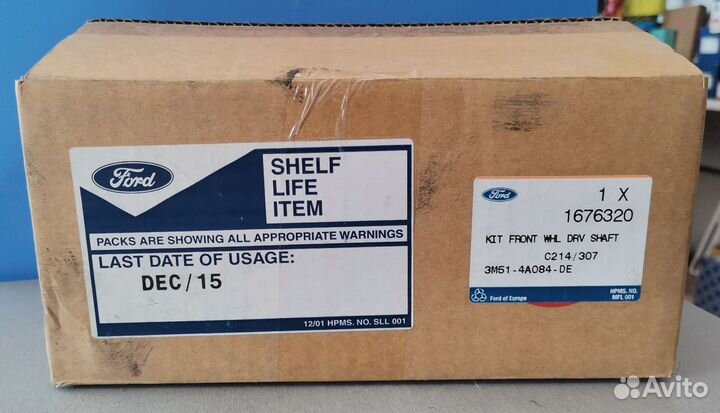 Ford
SHELF
LIFE
ITEM
PACKS ARE SHOWING ALL APPROPRIATE WARNINGS
LAST DATE OF USAGE:
DEC/15
12/01 HPMS. NO. SLL 001
Ford
1 X
1676320
KIT FRONT WHL DRV SHAFT
C214/307
3M51-4A084-DE
Ford of Europe
HPMS. NO.
MFL 001
Avito